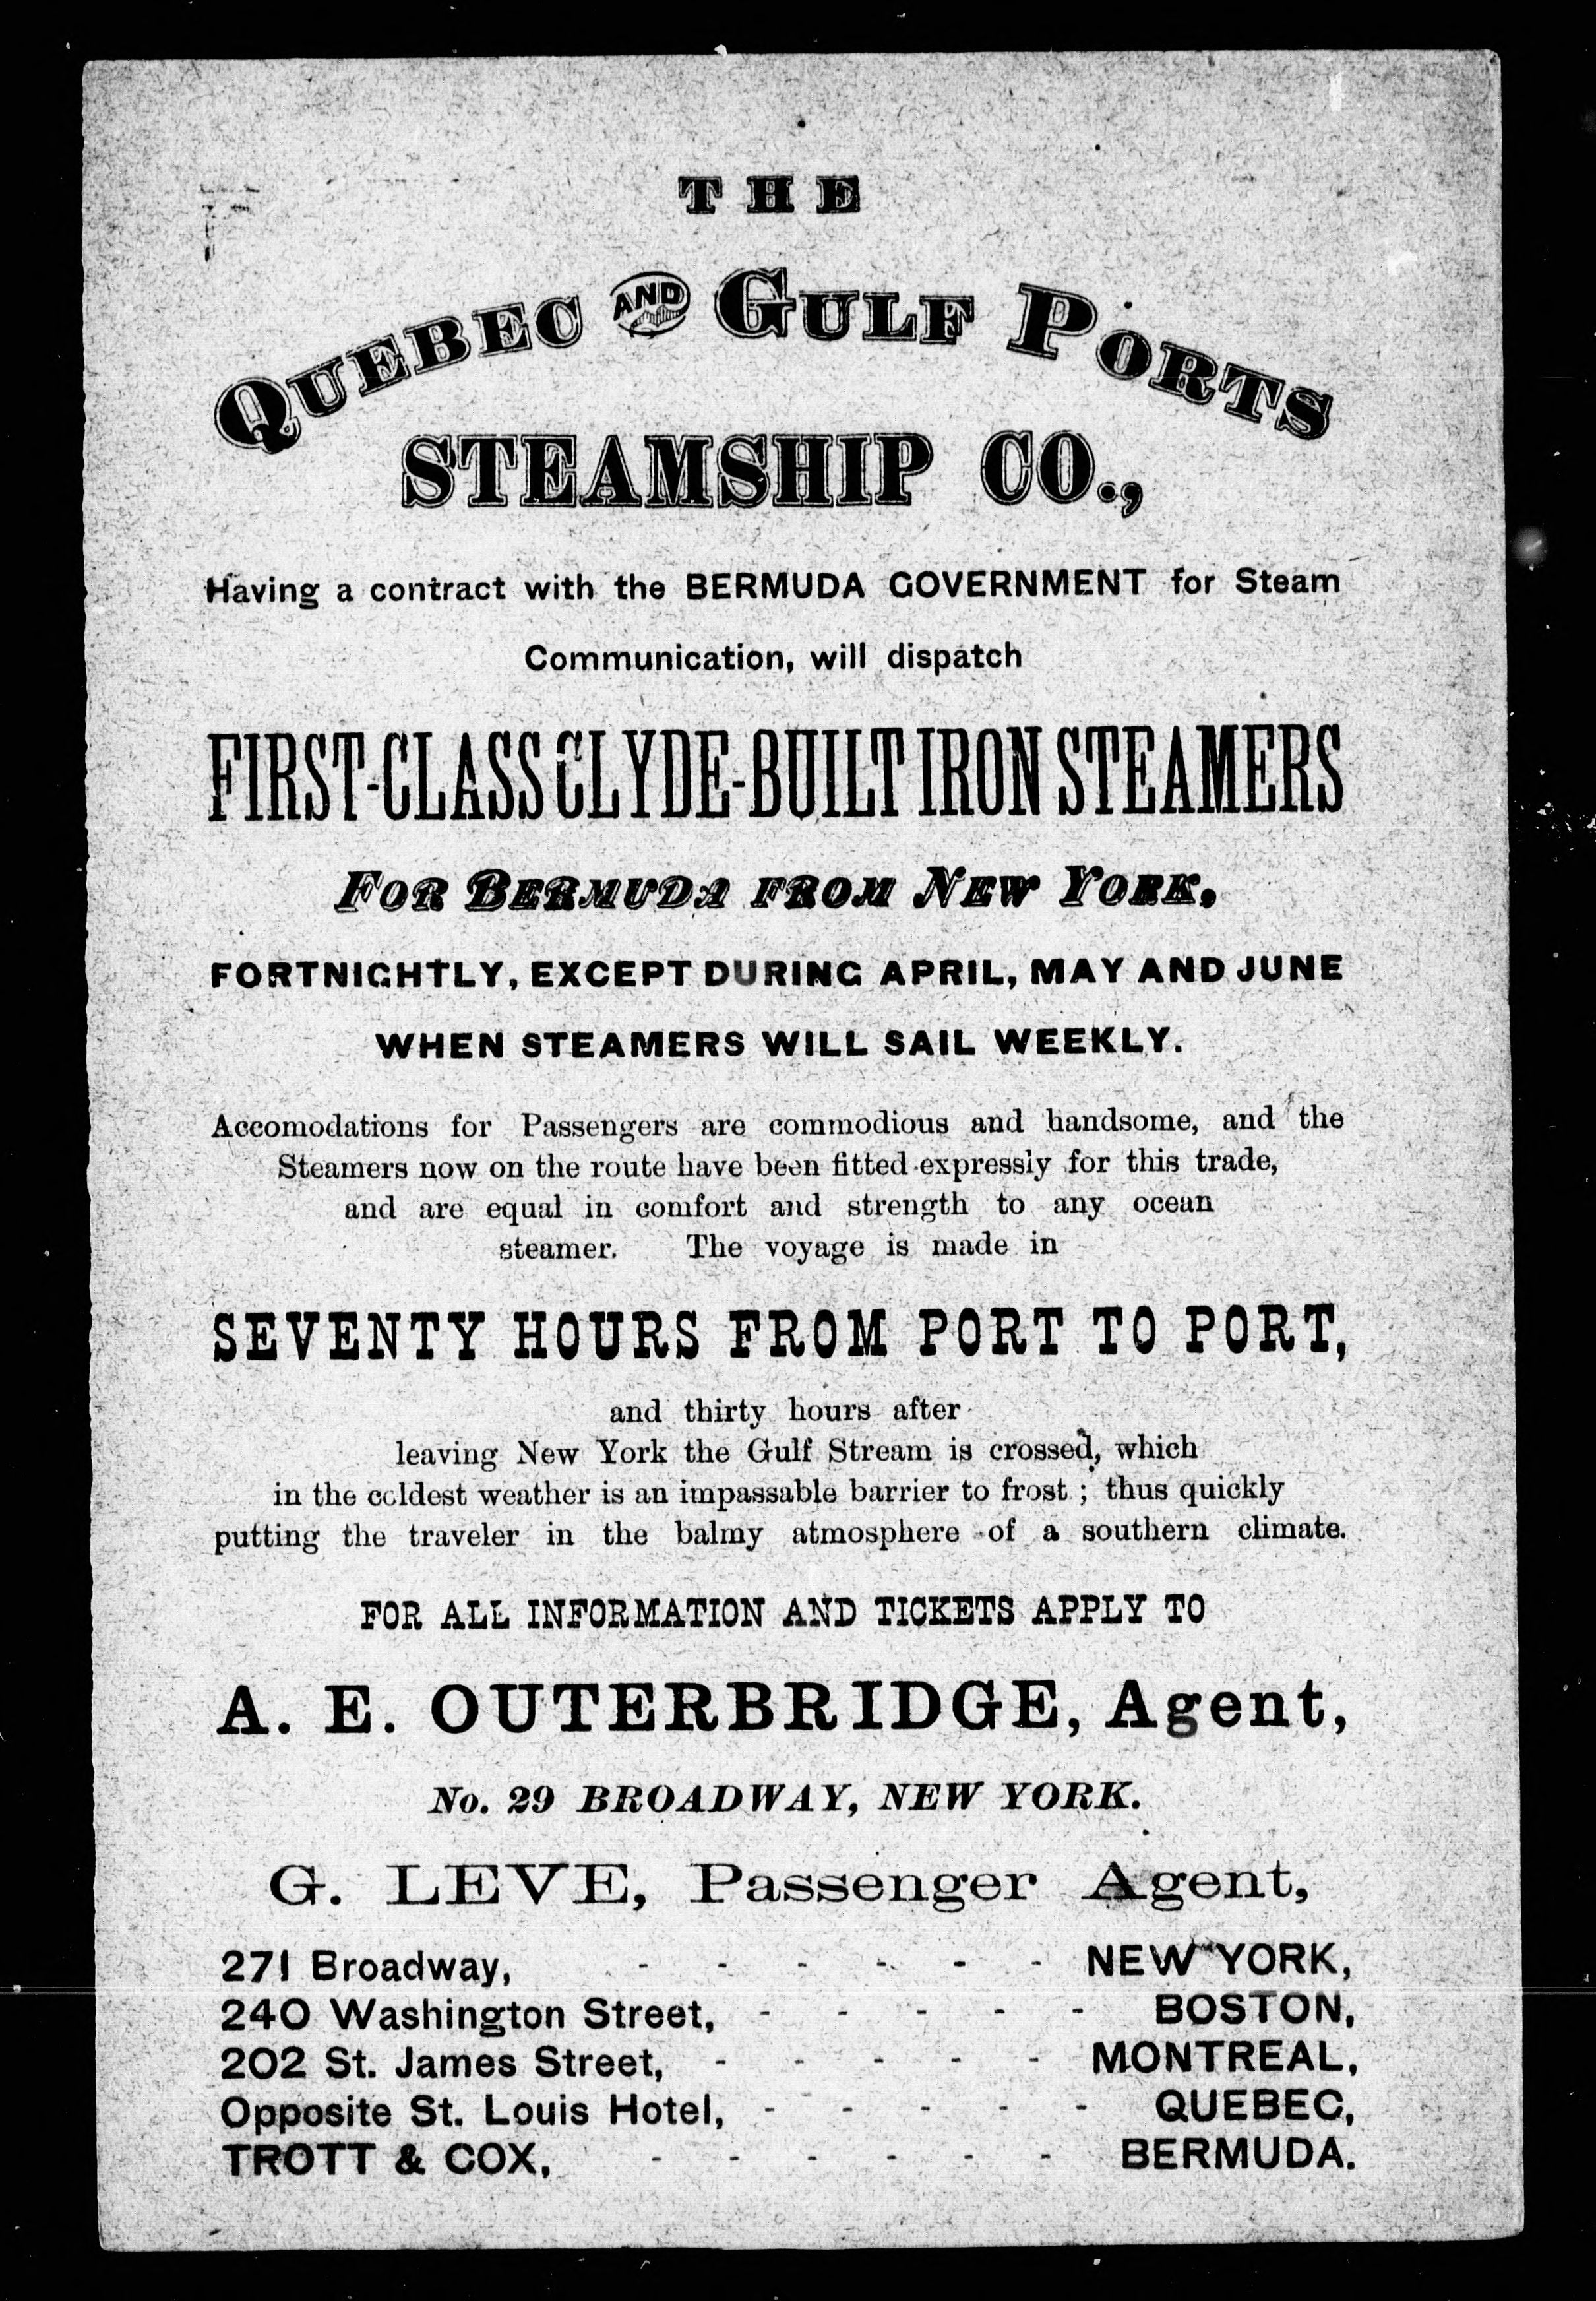 THE
QUEBEC AND GULF PORTS
STEAMSHIP CO.,
Having a contract with the BERMUDA GOVERNMENT for Steam
Communication, will dispatch
FIRST-CLASS CLYDE-BUILT IRON STEAMERS
FOR BERMUDA FROM NEW YORK,
FORTNIGHTLY, EXCEPT DURING APRIL, MAY AND JUNE
WHEN STEAMERS WILL SAIL WEEKLY.
Accomodations for Passengers are commodious and handsome, and the
Steamers now on the route have been fitted expressly for this trade,
and are equal in comfort and strength to any ocean
steamer. The voyage is made in
SEVENTY HOURS FROM PORT TO PORT,
and thirty hours after
leaving New York the Gulf Stream is crossed, which
in the coldest weather is an impassable barrier to frost ; thus quickly
putting the traveler in the balmy atmosphere of a southern climate.
FOR ALL INFORMATION AND TICKETS APPLY TO
A. E. OUTERBRIDGE, Agent,
No. 29 BROADWAY, NEW YORK.
G. LEVE, Passenger Agent,
271 Broadway, - - - - - - NEW YORK,
240 Washington Street, - - - - - BOSTON,
202 St. James Street, - - - - - MONTREAL,
Opposite St. Louis Hotel, - - - - - QUEBEC,
TROTT & COX, - - - - - - BERMUDA.